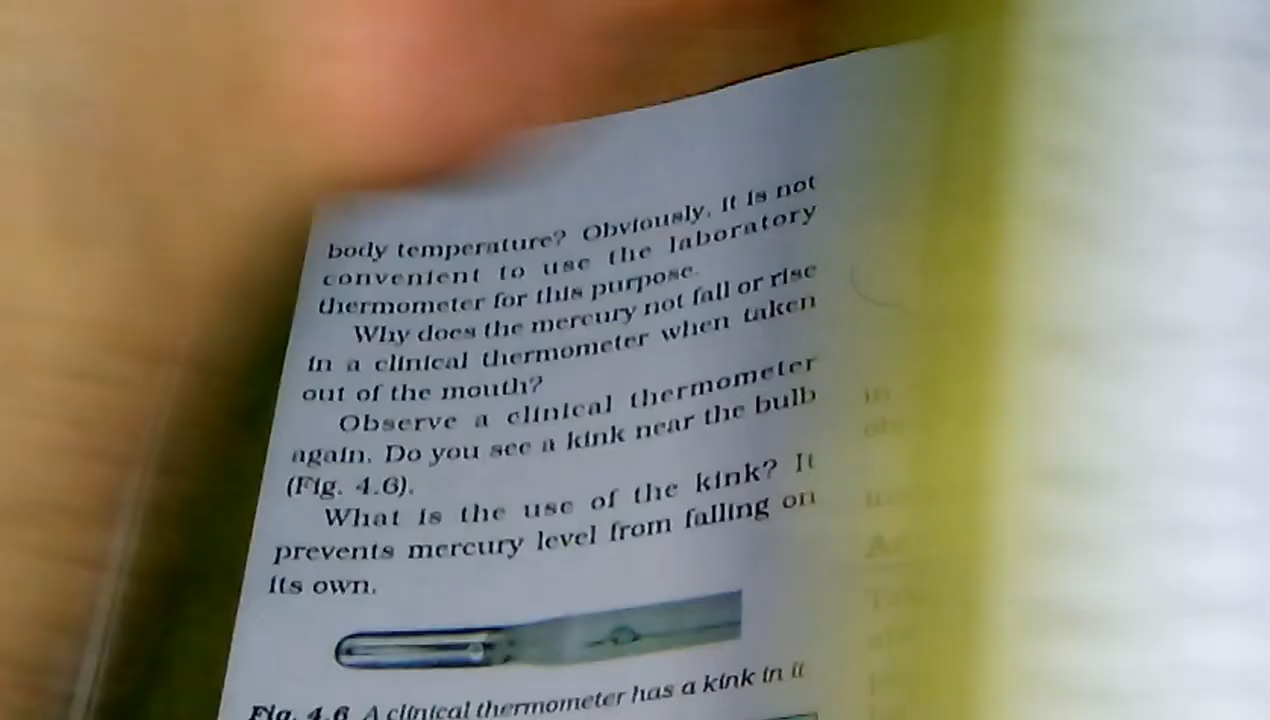 body temperature? Obviously, it is not
convenient to use the laboratory
thermometer for this purpose.
Why does the mercury not fall or rise
in a clinical thermometer when taken
out of the mouth?
Observe a clinical thermometer
again. Do you see a kink near the bulb
(Fig. 4.6).
What is the use of the kink? It
prevents mercury level from falling on
its own.
Fig. 4.6 A clinical thermometer has a kink in it